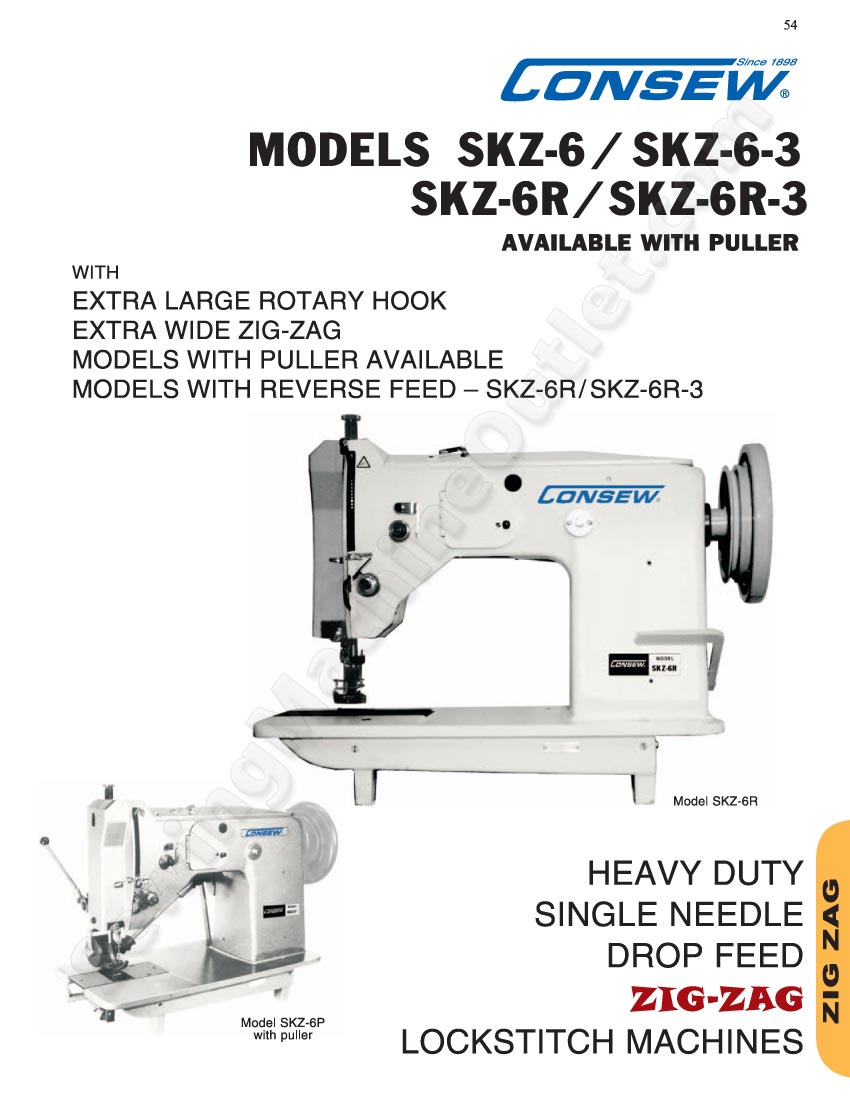 54
Since 1898
CONSEW®
MODELS SKZ-6 / SKZ-6-3
SKZ-6R / SKZ-6R-3
AVAILABLE WITH PULLER
WITH
EXTRA LARGE ROTARY HOOK
EXTRA WIDE ZIG-ZAG
MODELS WITH PULLER AVAILABLE
MODELS WITH REVERSE FEED – SKZ-6R/SKZ-6R-3
CONSEW®
CONSEW MODEL
SKZ-6R
Model SKZ-6R
CONSEW
CONSEW
Model SKZ-6P
with puller
HEAVY DUTY
SINGLE NEEDLE
DROP FEED
ZIG-ZAG
LOCKSTITCH MACHINES
ZIG ZAG
SewingMachineOutlet.com